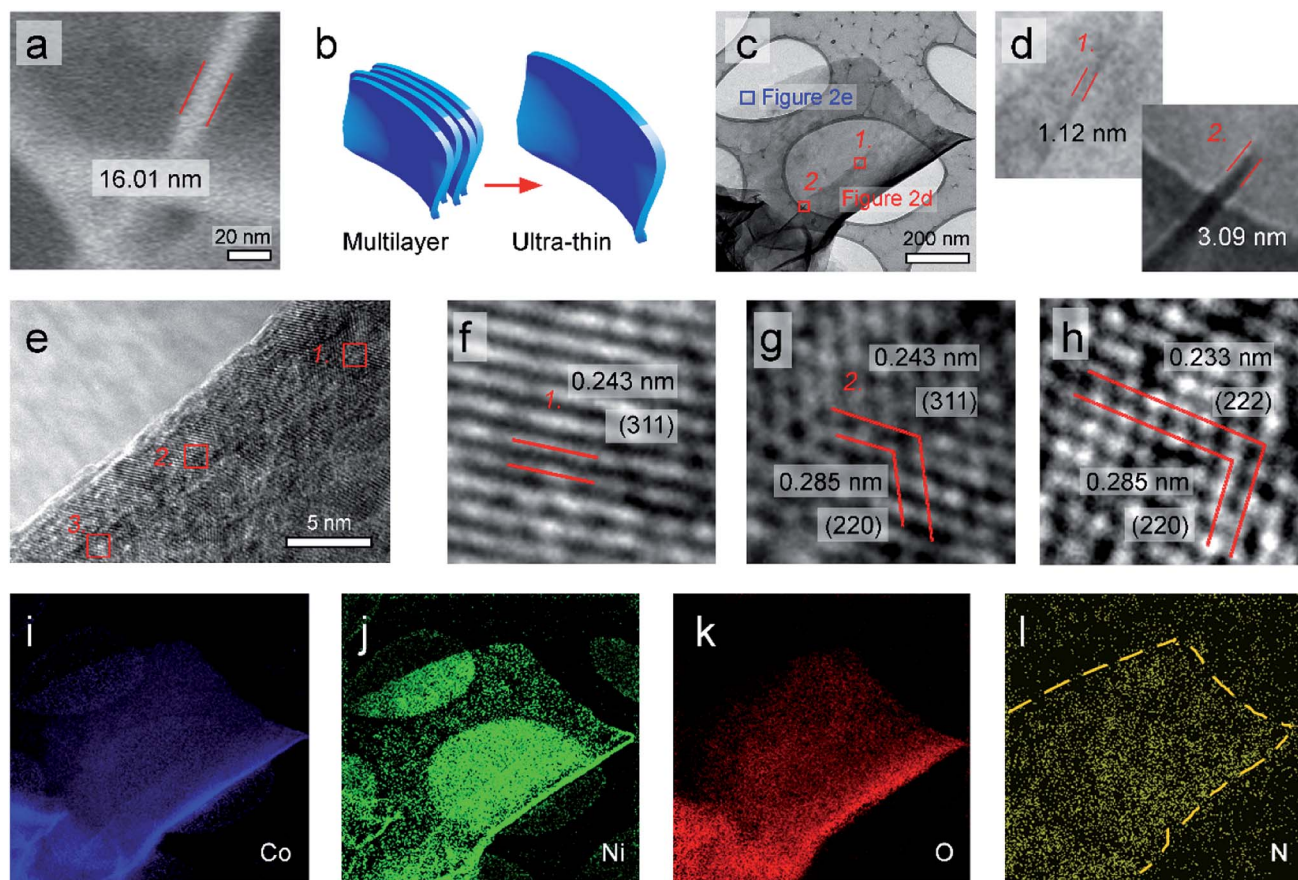 a
16.01 nm
20 nm
b
Multilayer
Ultra-thin
c
Figure 2e
1.
2.
Figure 2d
200 nm
d
1.
1.12 nm
2.
3.09 nm
e
1.
2.
3.
5 nm
f
0.243 nm
1.
(311)
g
0.243 nm
2
(311)
0.285 nm
(220)
h
0.233 nm
(222)
0.285 nm
(220)
i
Co
j
Ni
k
O
l
N